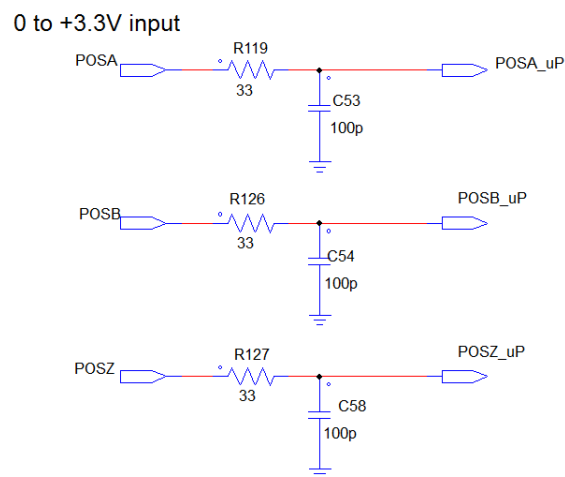 0 to +3.3V input
POSA
R119
33
C53
100p
POSA_uP
POSB
R126
33
C54
100p
POSB_uP
POSZ
R127
33
C58
100p
POSZ_uP